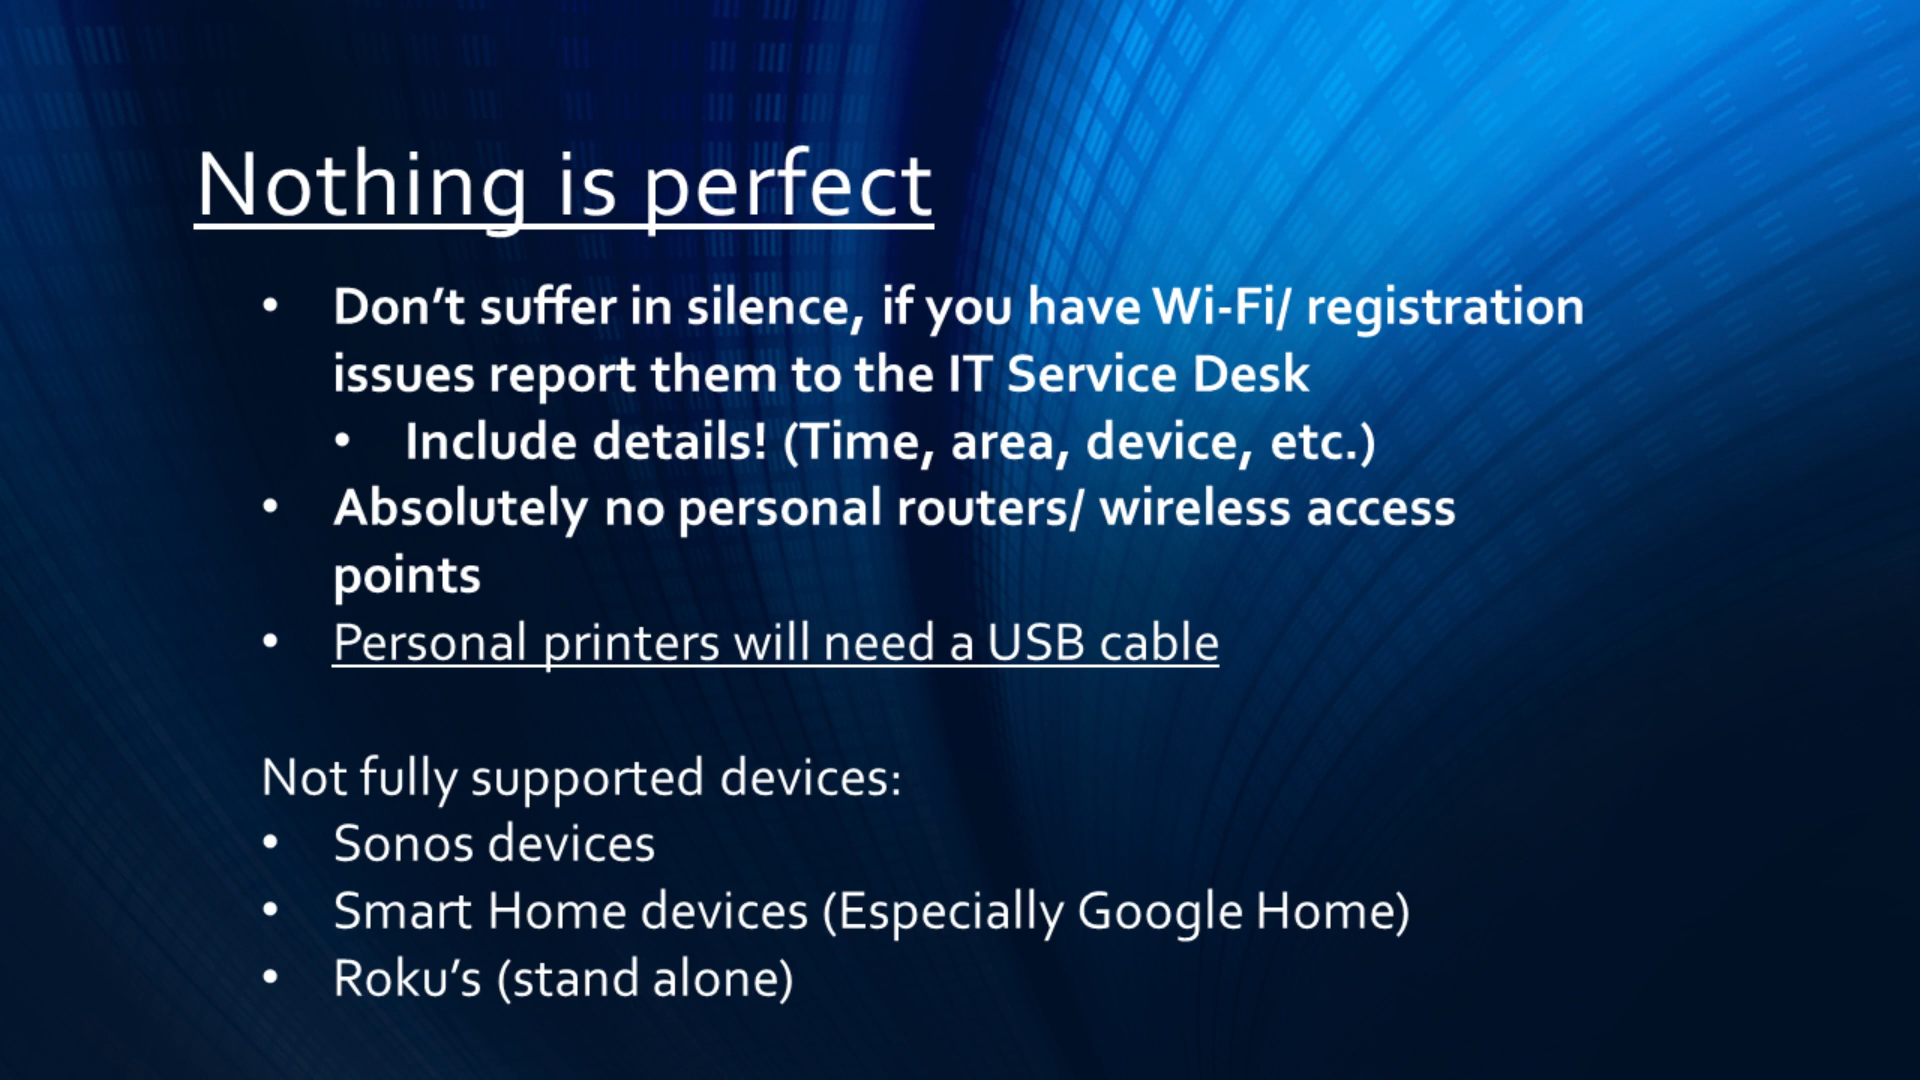 Nothing is perfect
• Don’t suffer in silence, if you have Wi-Fi/ registration
issues report them to the IT Service Desk
• Include details! (Time, area, device, etc.)
• Absolutely no personal routers/ wireless access
points
• Personal printers will need a USB cable
Not fully supported devices:
• Sonos devices
• Smart Home devices (Especially Google Home)
• Roku’s (stand alone)